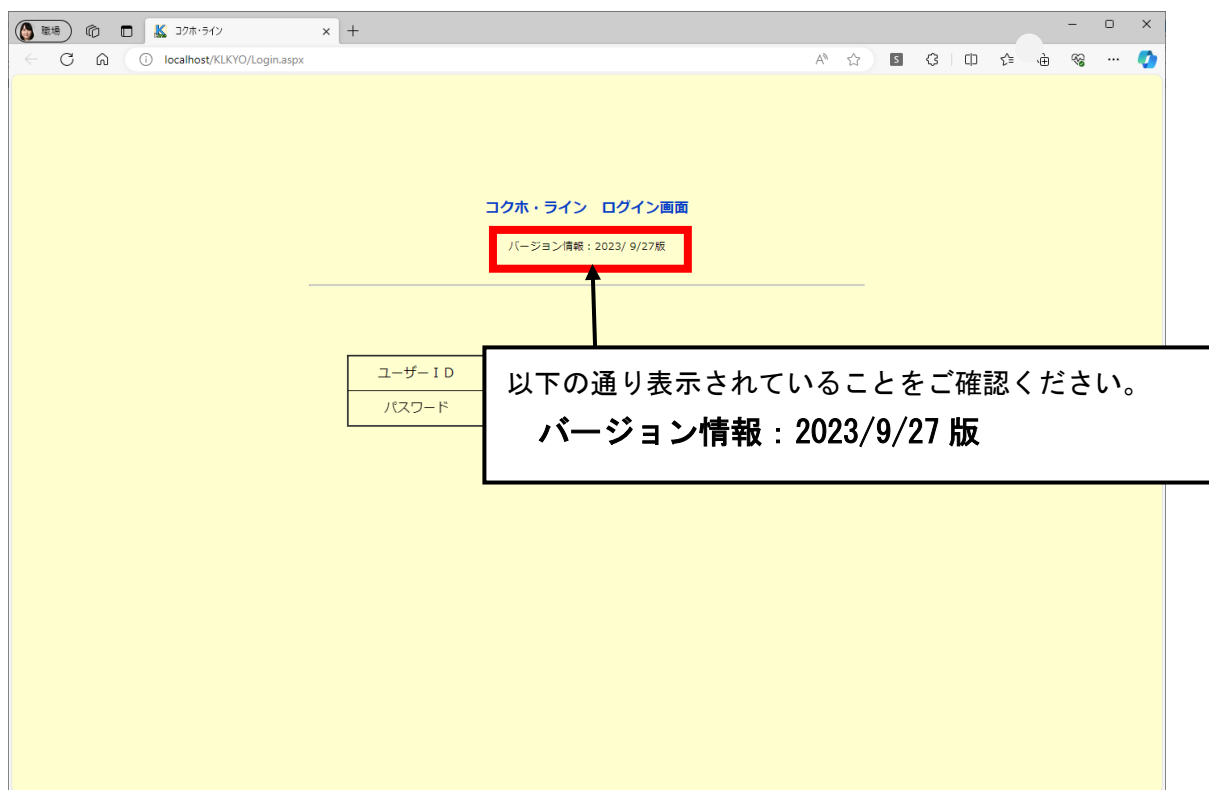 職場
コクホ・ライン
localhost/KLKYO/Login.aspx
コクホ・ライン　ログイン画面
バージョン情報：2023/ 9/27版
ユーザーＩＤ
パスワード
以下の通り表示されていることをご確認ください。
バージョン情報：2023/9/27 版